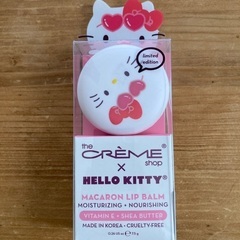 limited
edition
the
CRÈME
shop
x
HELLO KITTY
MACARON LIP BALM
MOISTURIZING + NOURISHING
VITAMIN E + SHEA BUTTER
MADE IN KOREA • CRUELTY-FREE